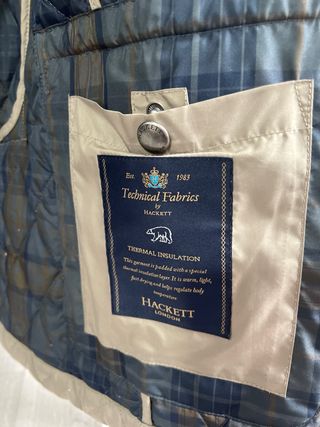 Est. 1983
Technical Fabrics
by
HACKETT
THERMAL INSULATION
This garment is padded with a special
thermal insulation layer. It is warm, light,
fast drying and helps regulate body
temperature
HACKETT
LONDON